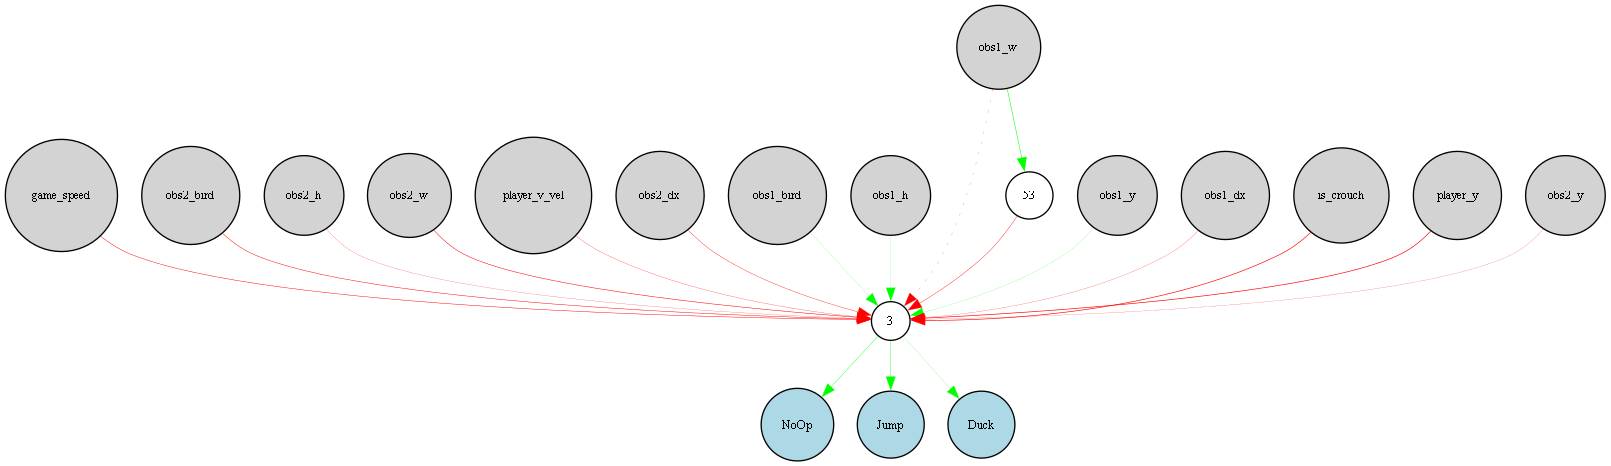 obs1_w
game_speed
obs2_bird
obs2_h
obs2_w
player_v_vel
obs2_dx
obs1_bird
obs1_h
53
obs1_y
obs1_dx
is_crouch
player_y
obs2_y
3
NoOp
Jump
Duck